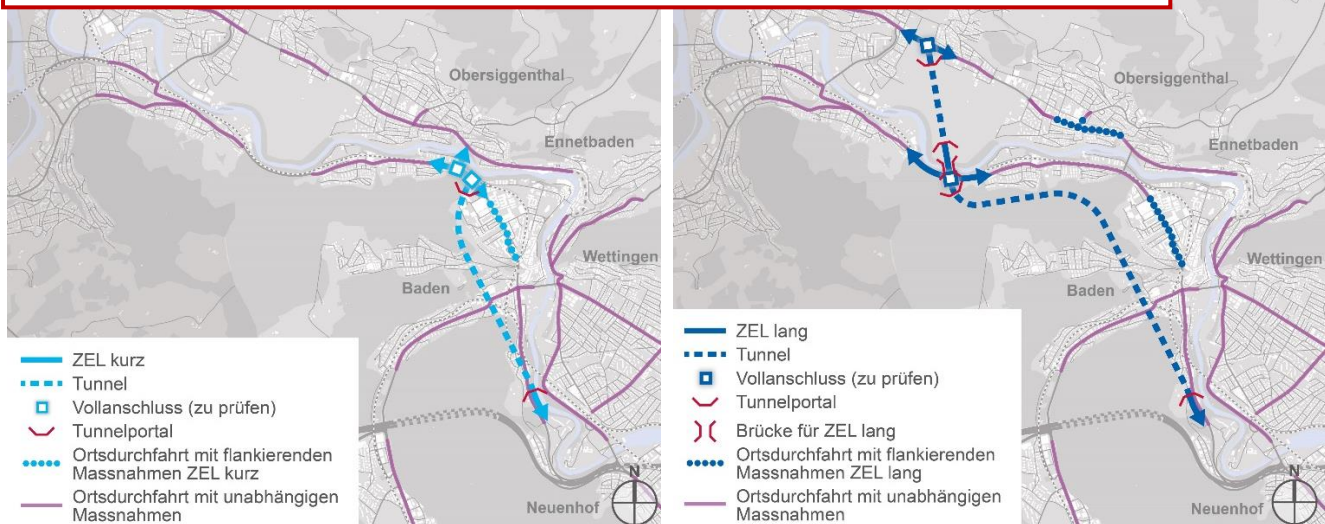 Obersiggenthal
Ennetbaden
Wettingen
Baden
ZEL kurz
Tunnel
Vollanschluss (zu prüfen)
Tunnelportal
Ortsdurchfahrt mit flankierenden
Massnahmen ZEL kurz
Ortsdurchfahrt mit unabhängigen
Massnahmen
Neuenhof
N
Obersiggenthal
Ennetbaden
Wettingen
Baden
ZEL lang
Tunnel
Vollanschluss (zu prüfen)
Tunnelportal
Brücke für ZEL lang
Ortsdurchfahrt mit flankierenden
Massnahmen ZEL lang
Ortsdurchfahrt mit unabhängigen
Massnahmen
Neuenhof
N